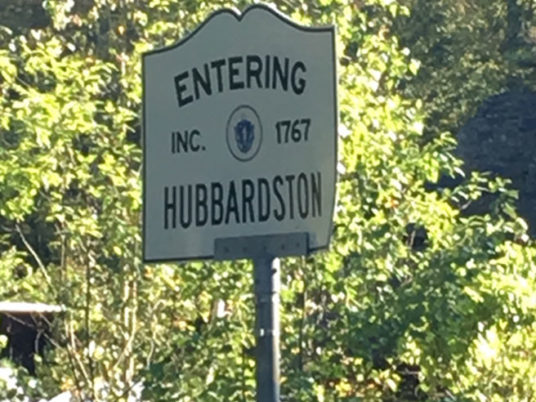 ENTERING
INC. 1767
HUBBARDSTON